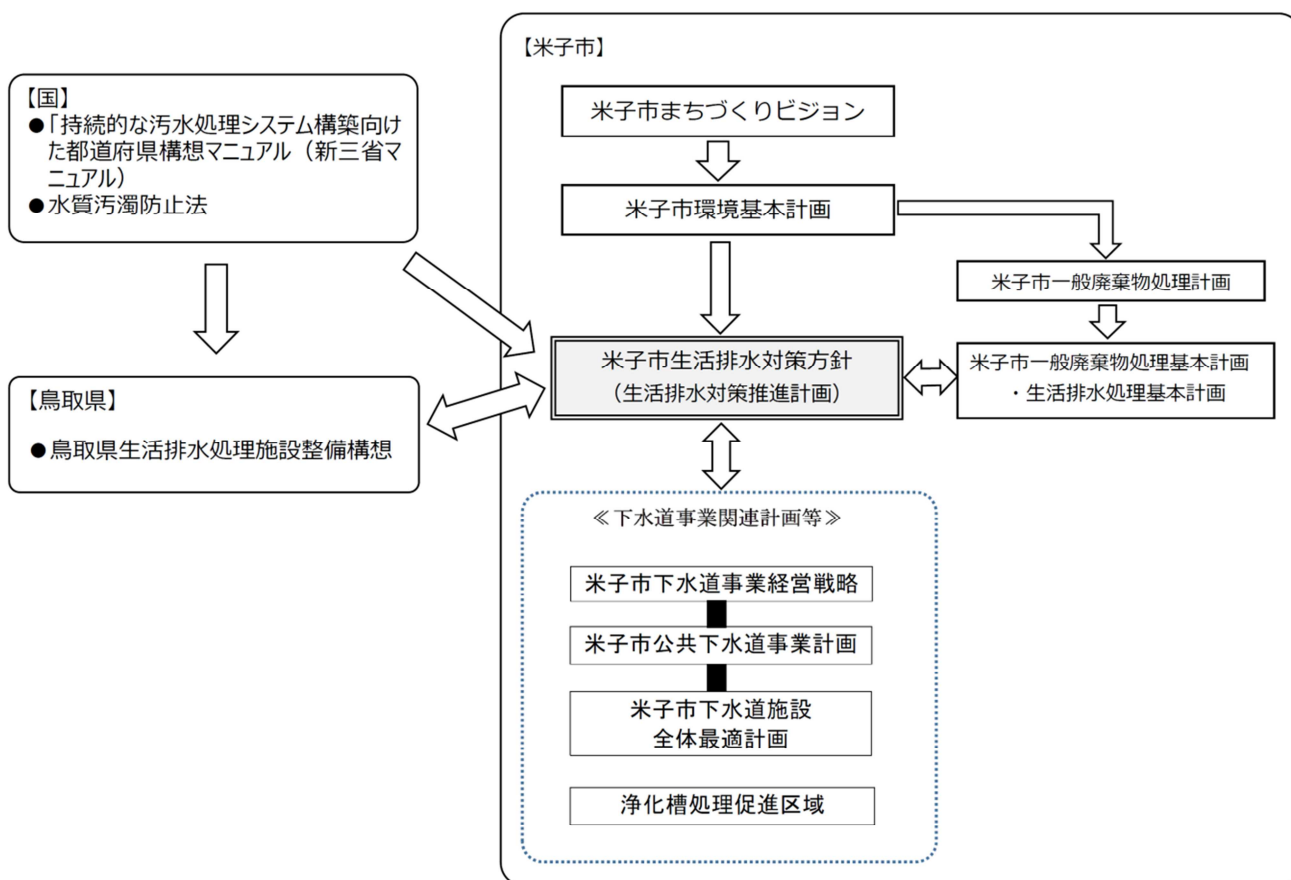 【国】
●「持続的な汚水処理システム構築向け
た都道府県構想マニュアル（新三省マ
ニュアル）
●水質汚濁防止法
【鳥取県】
●鳥取県生活排水処理施設整備構想
【米子市】
米子市まちづくりビジョン
米子市環境基本計画
米子市一般廃棄物処理計画
米子市生活排水対策方針
（生活排水対策推進計画）
米子市一般廃棄物処理基本計画
・生活排水処理基本計画
≪下水道事業関連計画等≫
米子市下水道事業経営戦略
米子市公共下水道事業計画
米子市下水道施設
全体最適計画
浄化槽処理促進区域